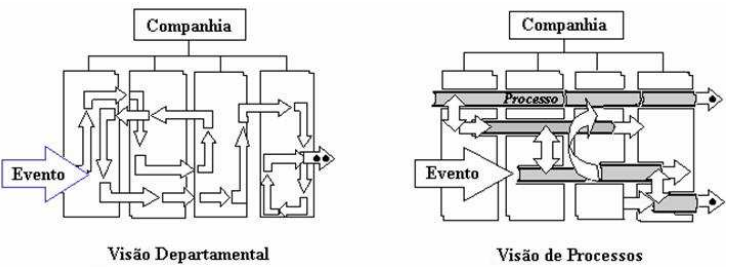 Companhia
Evento
Visão Departamental
Companhia
Processo
Evento
Visão de Processos